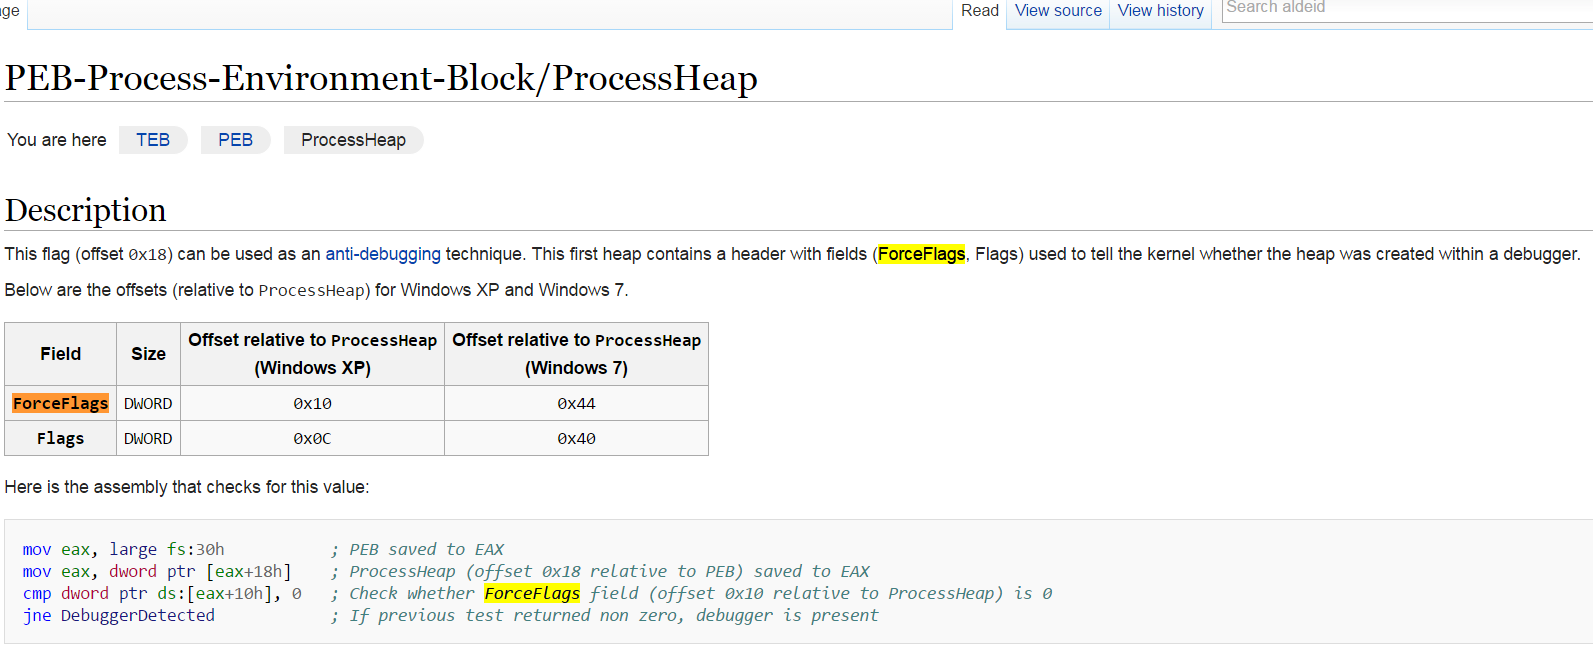 ge Read View source View history Search aldeid
PEB-Process-Environment-Block/ProcessHeap
You are here TEB PEB ProcessHeap
Description
This flag (offset 0x18) can be used as an anti-debugging technique. This first heap contains a header with fields (ForceFlags, Flags) used to tell the kernel whether the heap was created within a debugger.
Below are the offsets (relative to ProcessHeap) for Windows XP and Windows 7.
Field Size Offset relative to ProcessHeap (Windows XP) Offset relative to ProcessHeap (Windows 7)
ForceFlags DWORD 0x10 0x44
Flags DWORD 0x0C 0x40
Here is the assembly that checks for this value:
mov eax, large fs:30h ; PEB saved to EAX
mov eax, dword ptr [eax+18h] ; ProcessHeap (offset 0x18 relative to PEB) saved to EAX
cmp dword ptr ds:[eax+10h], 0 ; Check whether ForceFlags field (offset 0x10 relative to ProcessHeap) is 0
jne DebuggerDetected ; If previous test returned non zero, debugger is present